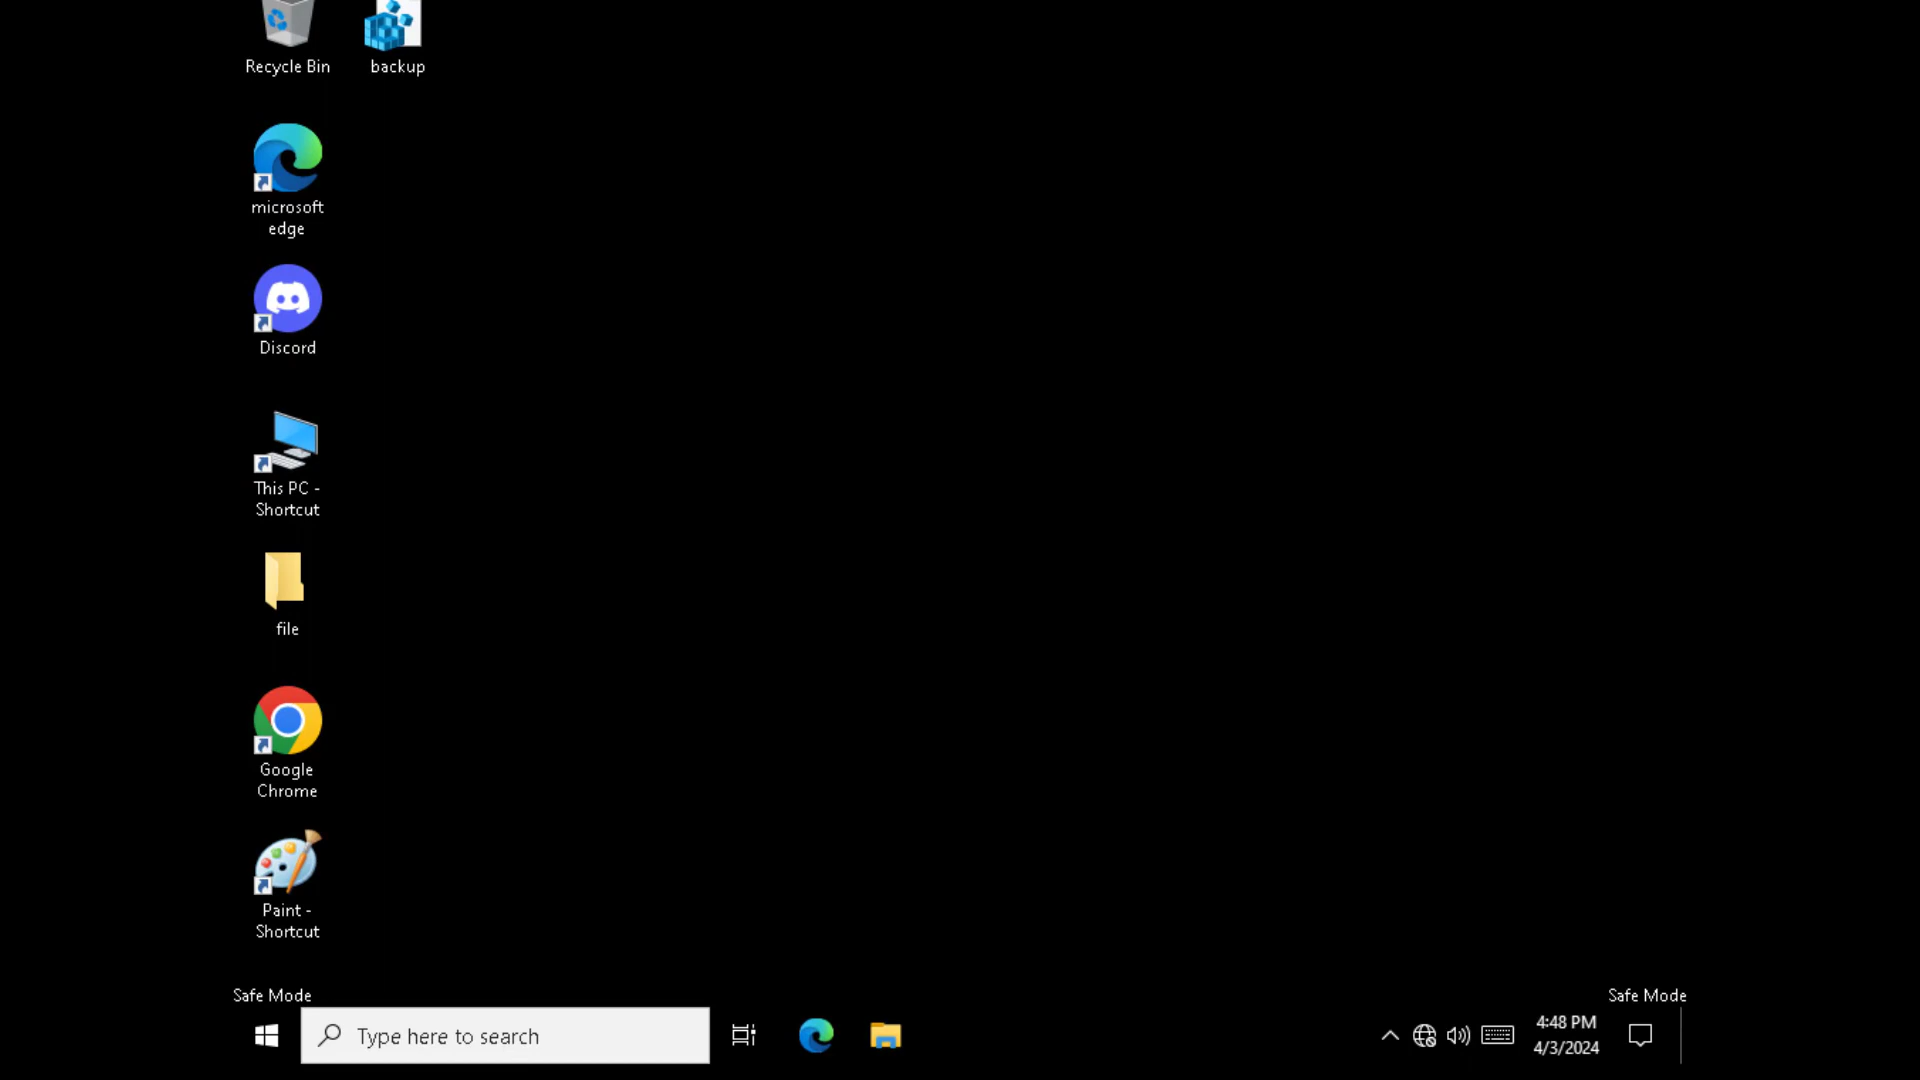 Recycle Bin
backup
microsoft
edge
Discord
This PC -
Shortcut
file
Google
Chrome
Paint -
Shortcut
Safe Mode
Safe Mode
Type here to search
4:48 PM
4/3/2024